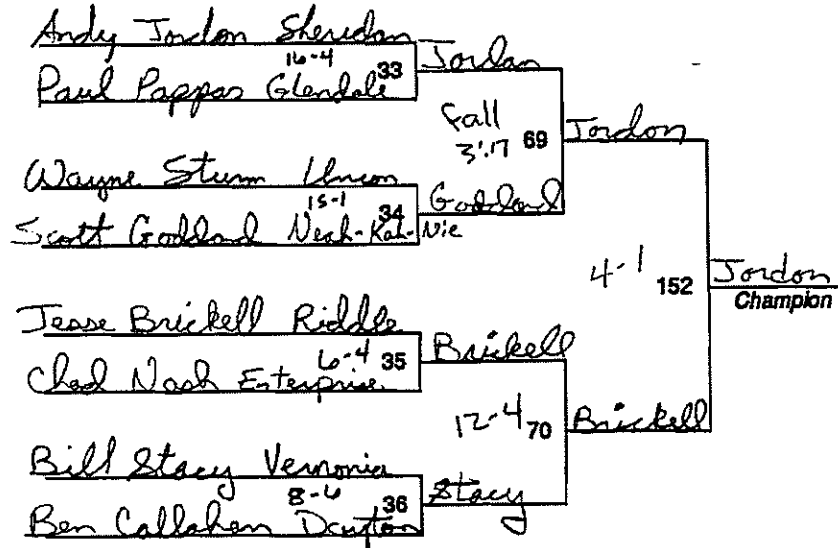 Andy Jordon Sheridan
16-4 33 Jordan
Paul Pappas Glendale
fall 3:17 69 Jordon
Wayne Sturm Union
15-1 34 Goddard
Scott Goddard Neah-Kah-Nie
4-1 152 Jordon
Champion
Jesse Brickell Riddle
6-4 35 Brickell
Chad Nash Enterprise
12-4 70 Brickell
Bill Stacy Vernonia
8-6 36 Stacy
Ben Callahan Dayton